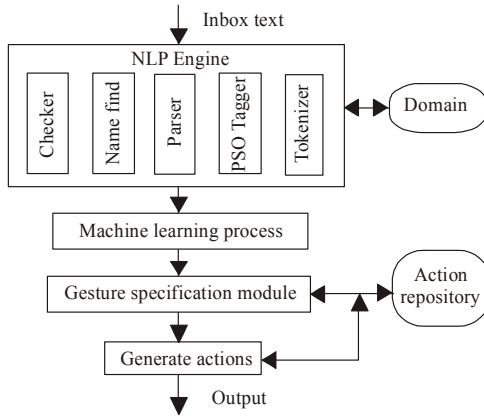 Inbox text
NLP Engine
Checker
Name find
Parser
PSO Tagger
Tokenizer
Domain
Machine learning process
Gesture specification module
Action
repository
Generate actions
Output